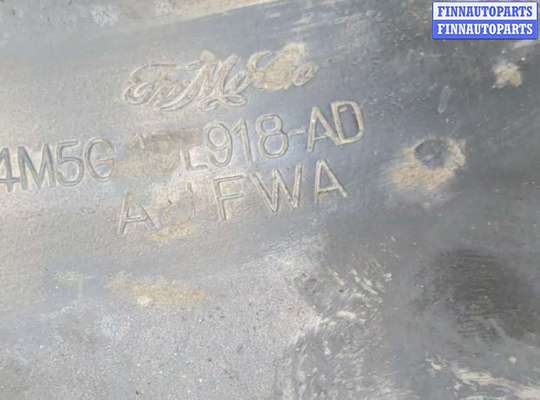 FINNAUTOPARTS
FINNAUTOPARTS
FoMoCo
4M5G L918-AD
FWA